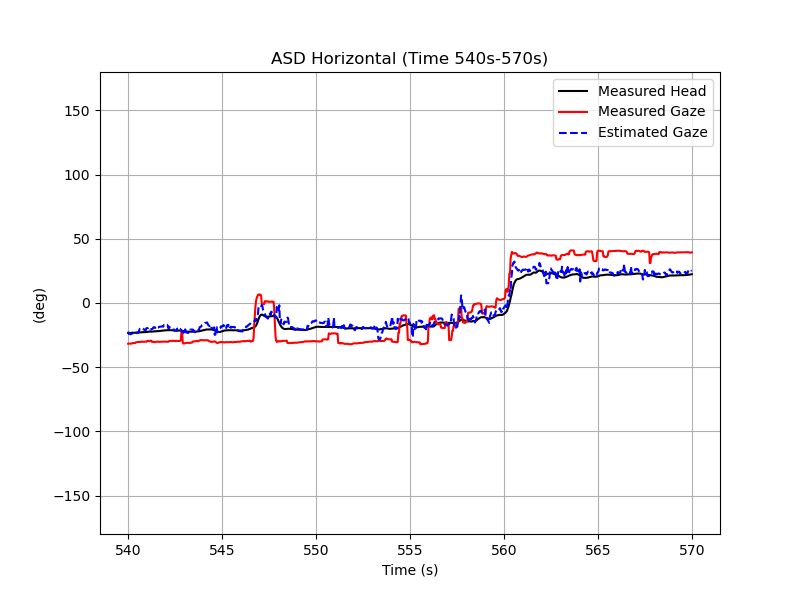 ASD Horizontal (Time 540s-570s)
Measured Head
Measured Gaze
Estimated Gaze
150
100
50
0
−50
−100
−150
(deg)
540
545
550
555
560
565
570
Time (s)